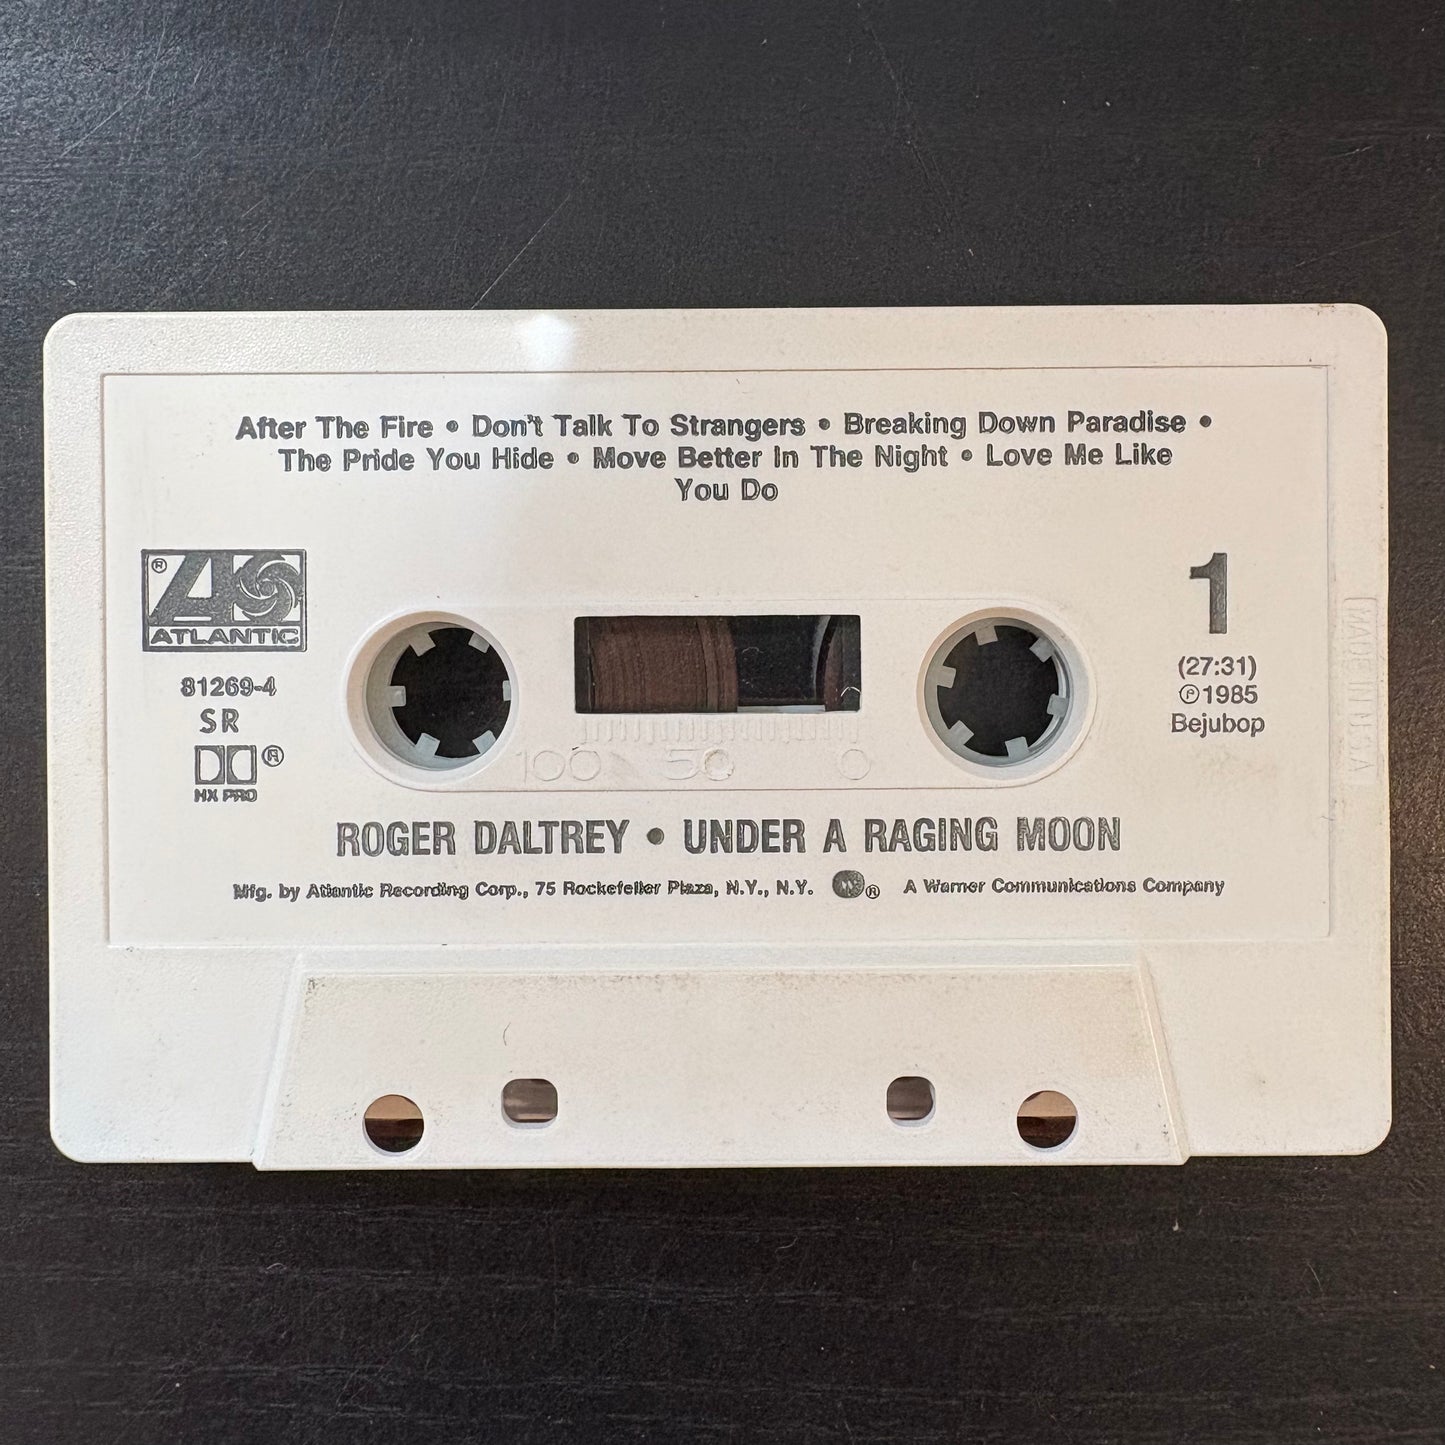 After The Fire • Don't Talk To Strangers • Breaking Down Paradise •
The Pride You Hide • Move Better In The Night • Love Me Like
You Do
®
ATLANTIC
81269-4
SR
®
HX PRO
1
(27:31)
℗1985
Bejubop
MADE IN U.S.A
100 50 0
ROGER DALTREY • UNDER A RAGING MOON
Mfg. by Atlantic Recording Corp., 75 Rockefeller Plaza, N.Y., N.Y. ® A Warner Communications Company